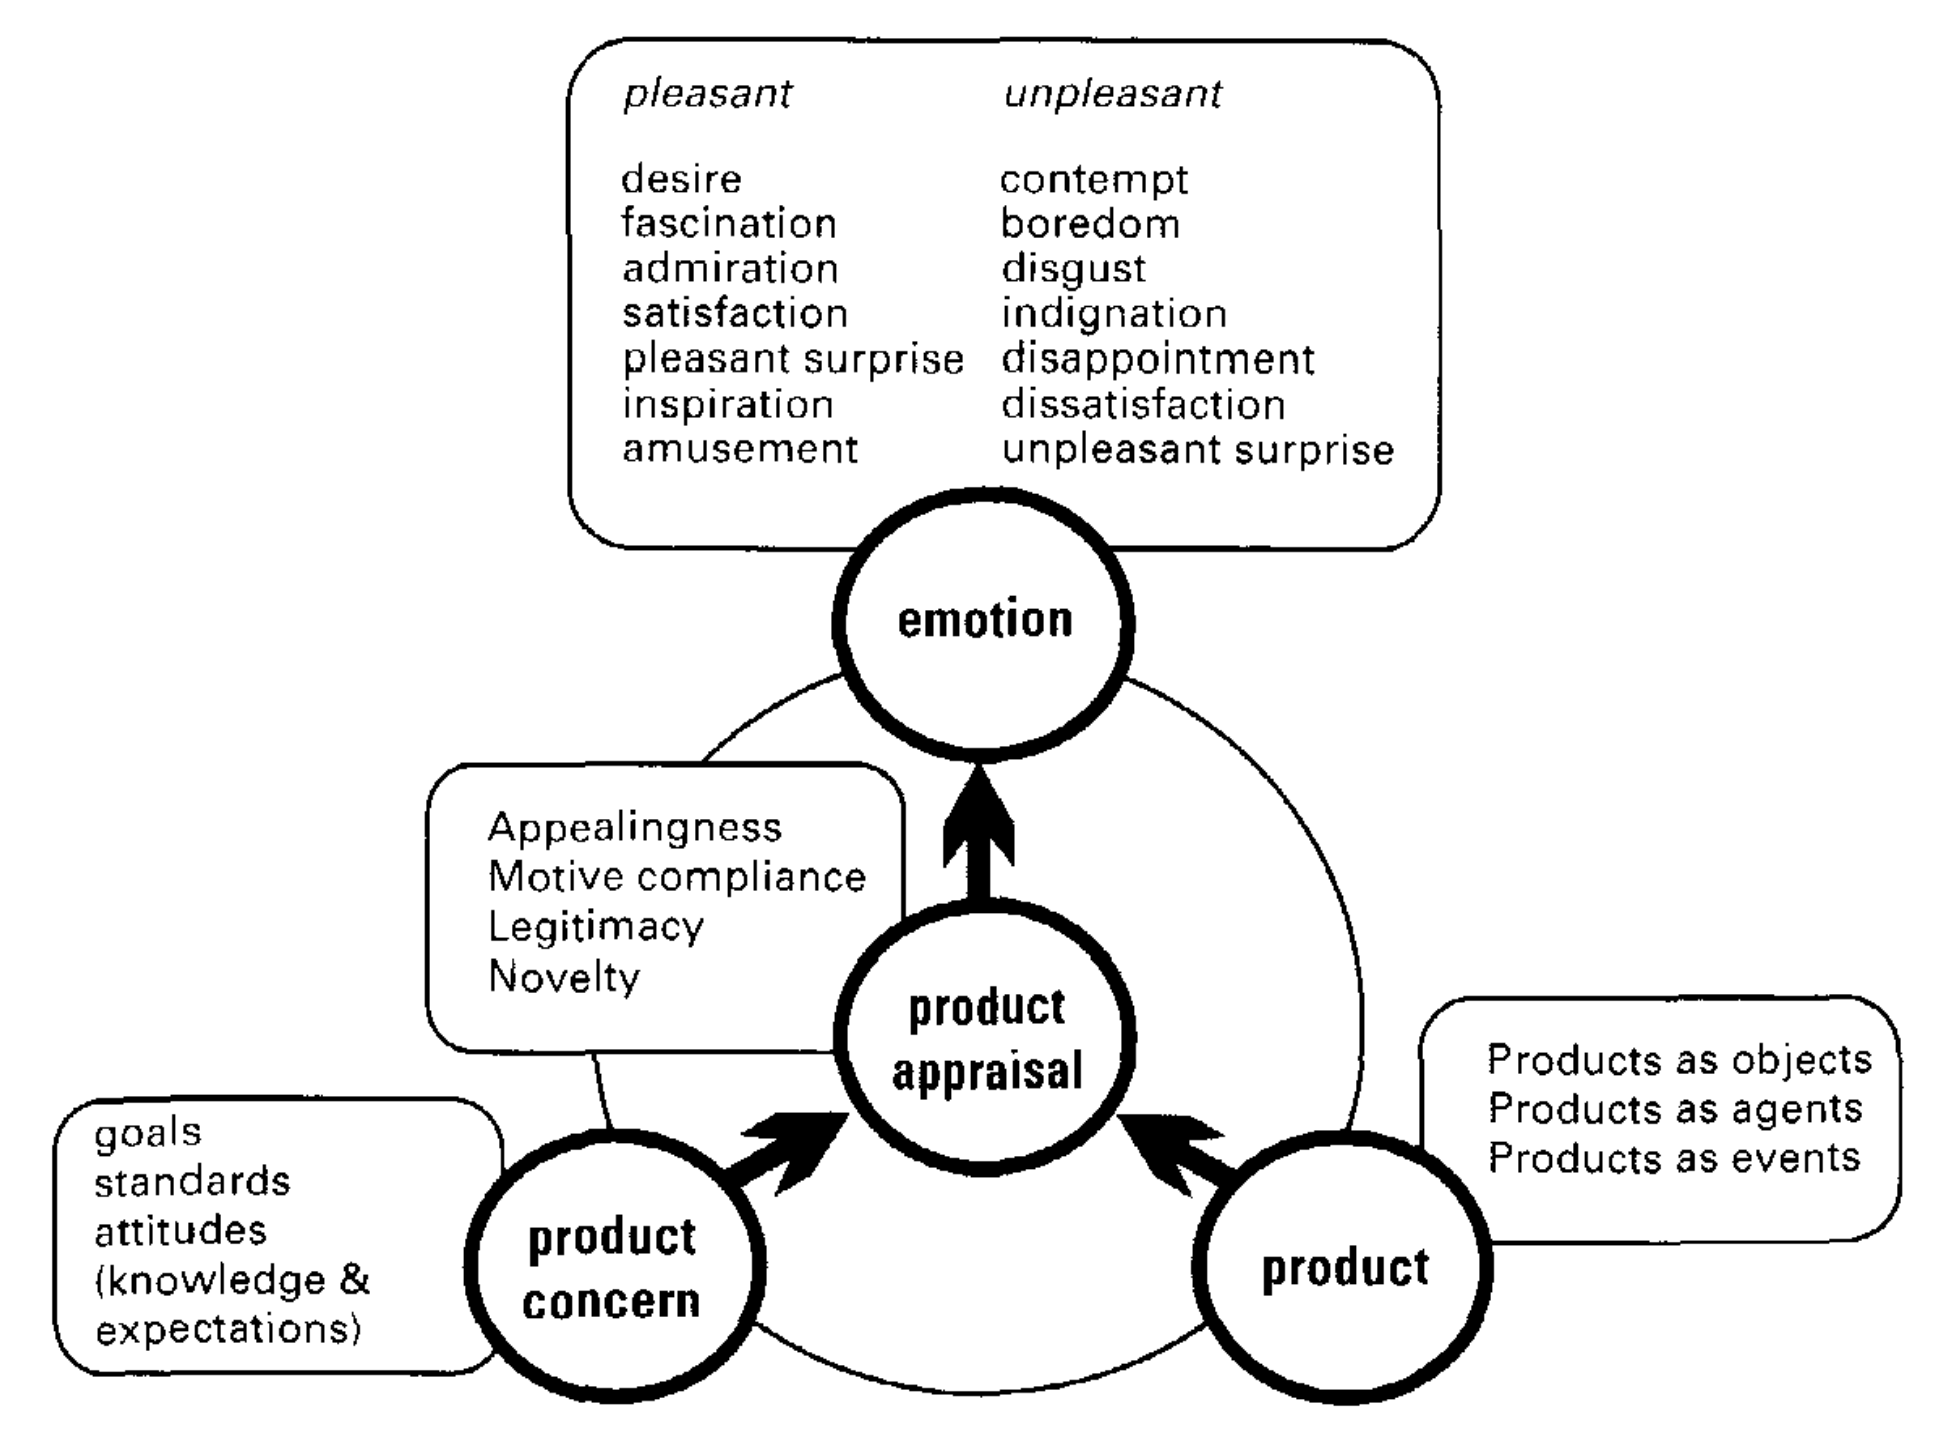 pleasant unpleasant
desire contempt
fascination boredom
admiration disgust
satisfaction indignation
pleasant surprise disappointment
inspiration dissatisfaction
amusement unpleasant surprise
emotion
Appealingness
Motive compliance
Legitimacy
Novelty
product
appraisal
Products as objects
Products as agents
Products as events
goals
standards
attitudes
(knowledge &
expectations)
product
concern
product